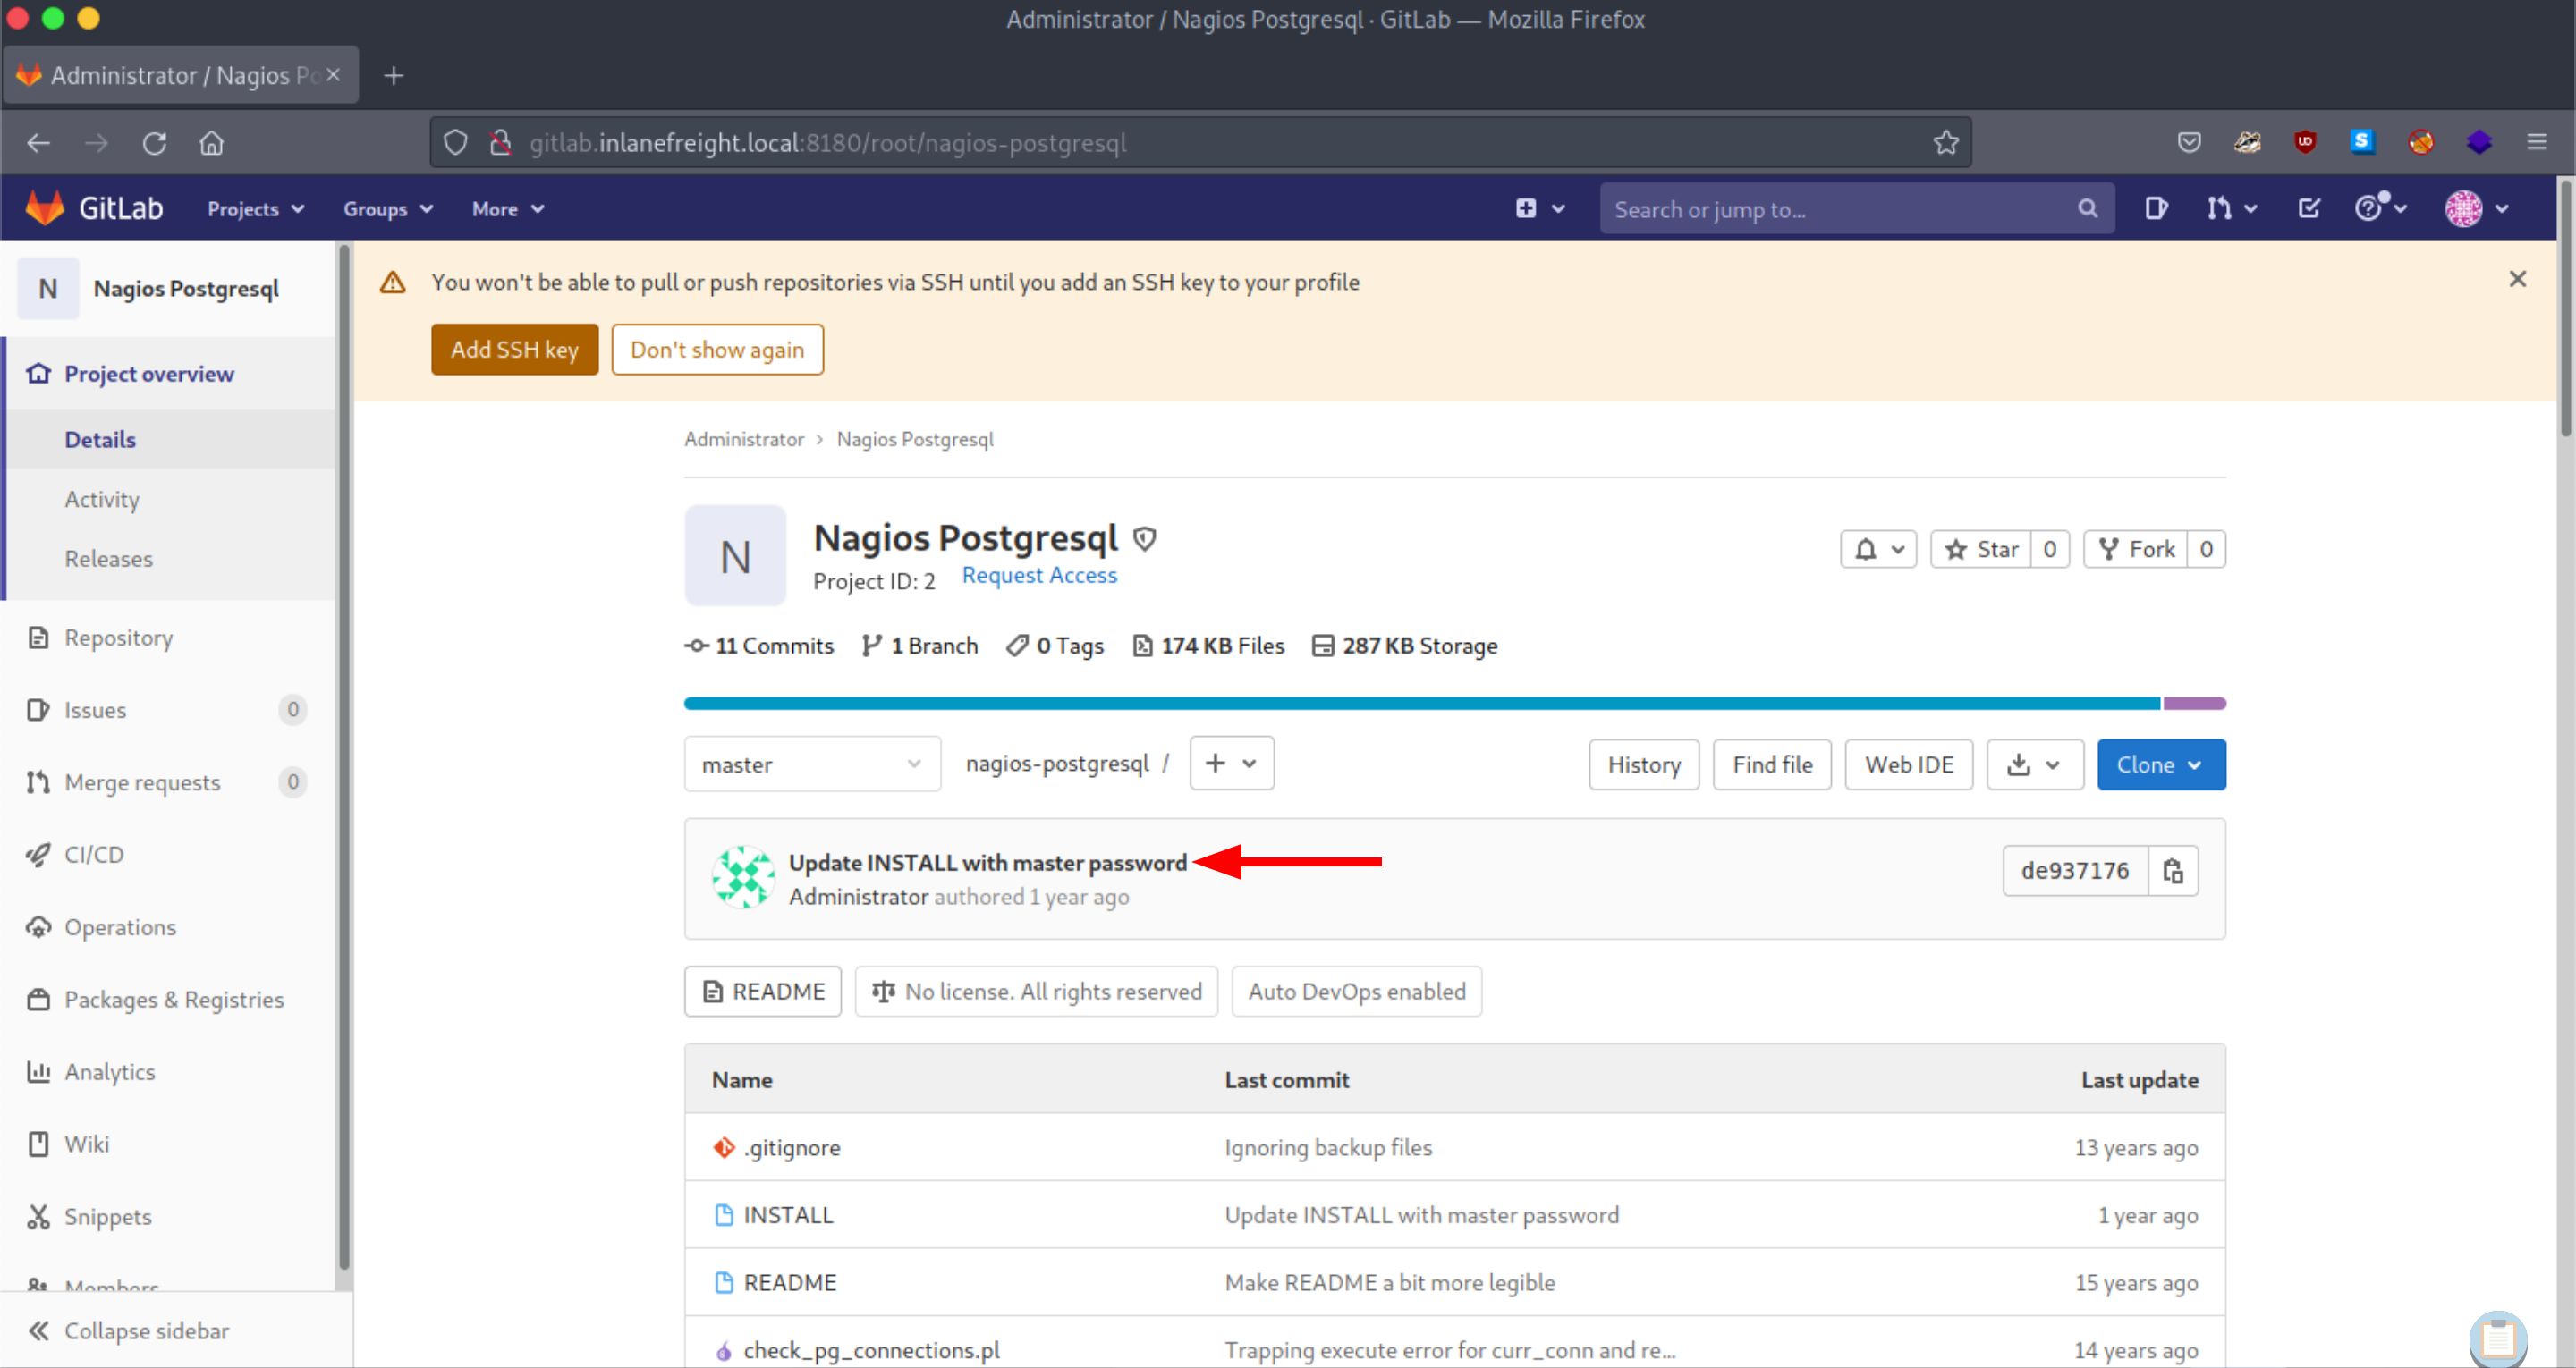 Administrator / Nagios Postgresql · GitLab — Mozilla Firefox
Administrator / Nagios Po
gitlab.inlanefreight.local:8180/root/nagios-postgresql
GitLab Projects Groups More Search or jump to...
N Nagios Postgresql
Project overview
Details
Activity
Releases
Repository
Issues 0
Merge requests 0
CI/CD
Operations
Packages & Registries
Analytics
Wiki
Snippets
Members
Collapse sidebar
You won't be able to pull or push repositories via SSH until you add an SSH key to your profile
Add SSH key Don't show again
Administrator › Nagios Postgresql
N Nagios Postgresql
Project ID: 2 Request Access
Star 0 Fork 0
11 Commits 1 Branch 0 Tags 174 KB Files 287 KB Storage
master nagios-postgresql / + History Find file Web IDE Clone
Update INSTALL with master password
Administrator authored 1 year ago
de937176
README No license. All rights reserved Auto DevOps enabled
Name Last commit Last update
.gitignore Ignoring backup files 13 years ago
INSTALL Update INSTALL with master password 1 year ago
README Make README a bit more legible 15 years ago
check_pg_connections.pl Trapping execute error for curr_conn and re... 14 years ago